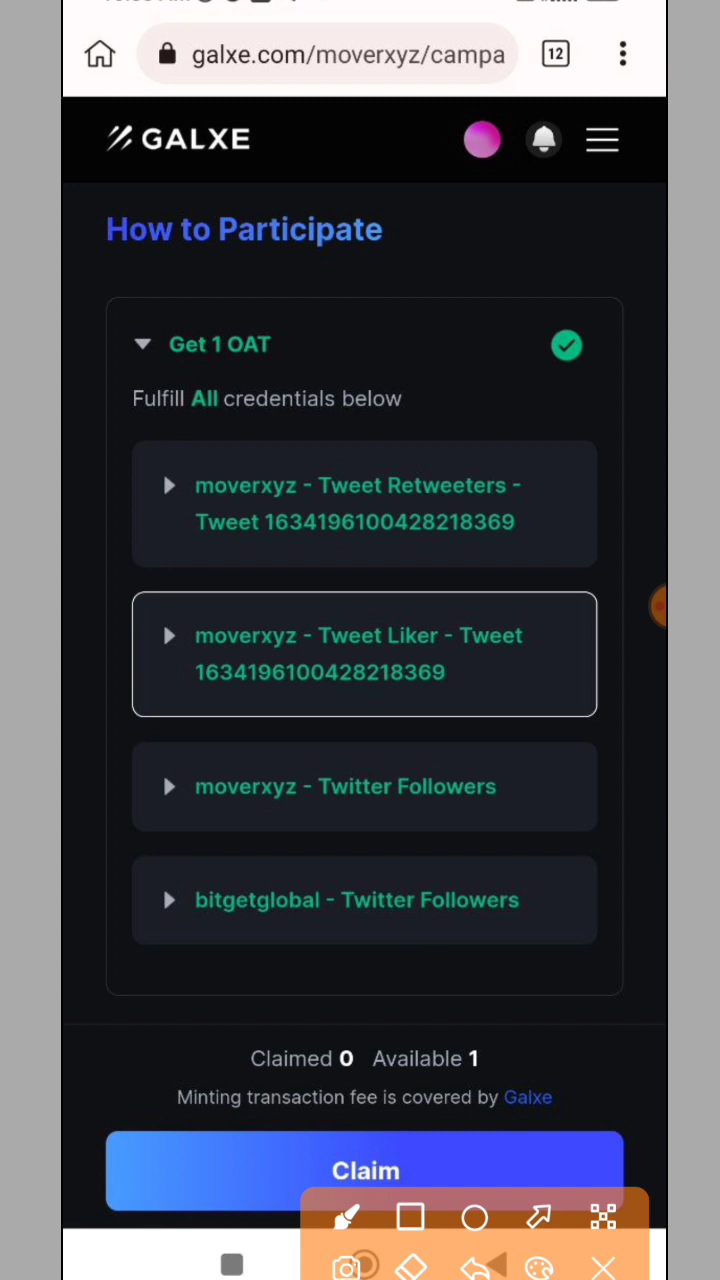 galxe.com/moverxyz/campa
12
GALXE
How to Participate
Get 1 OAT
Fulfill All credentials below
moverxyz - Tweet Retweeters -
Tweet 1634196100428218369
moverxyz - Tweet Liker - Tweet
1634196100428218369
moverxyz - Twitter Followers
bitgetglobal - Twitter Followers
Claimed 0 Available 1
Minting transaction fee is covered by Galxe
Claim